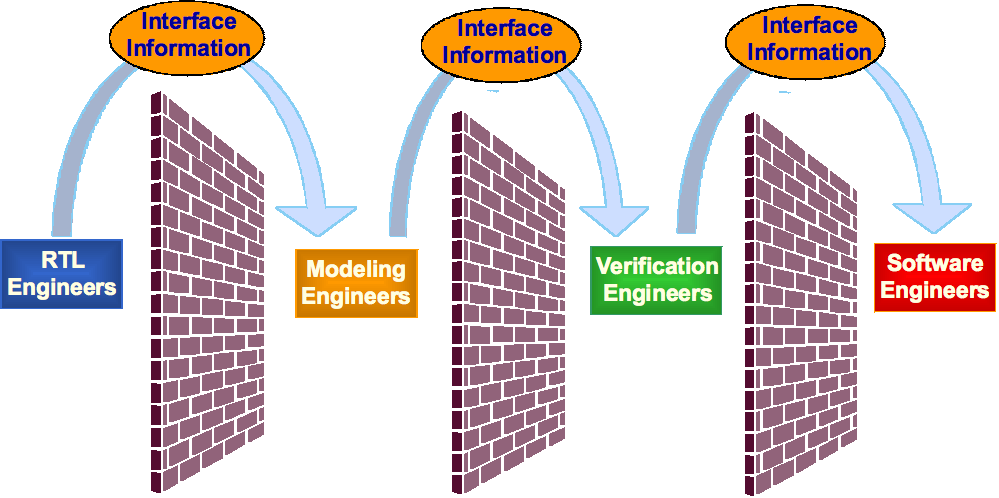 Interface
Information
Interface
Information
Interface
Information
RTL
Engineers
Modeling
Engineers
Verification
Engineers
Software
Engineers